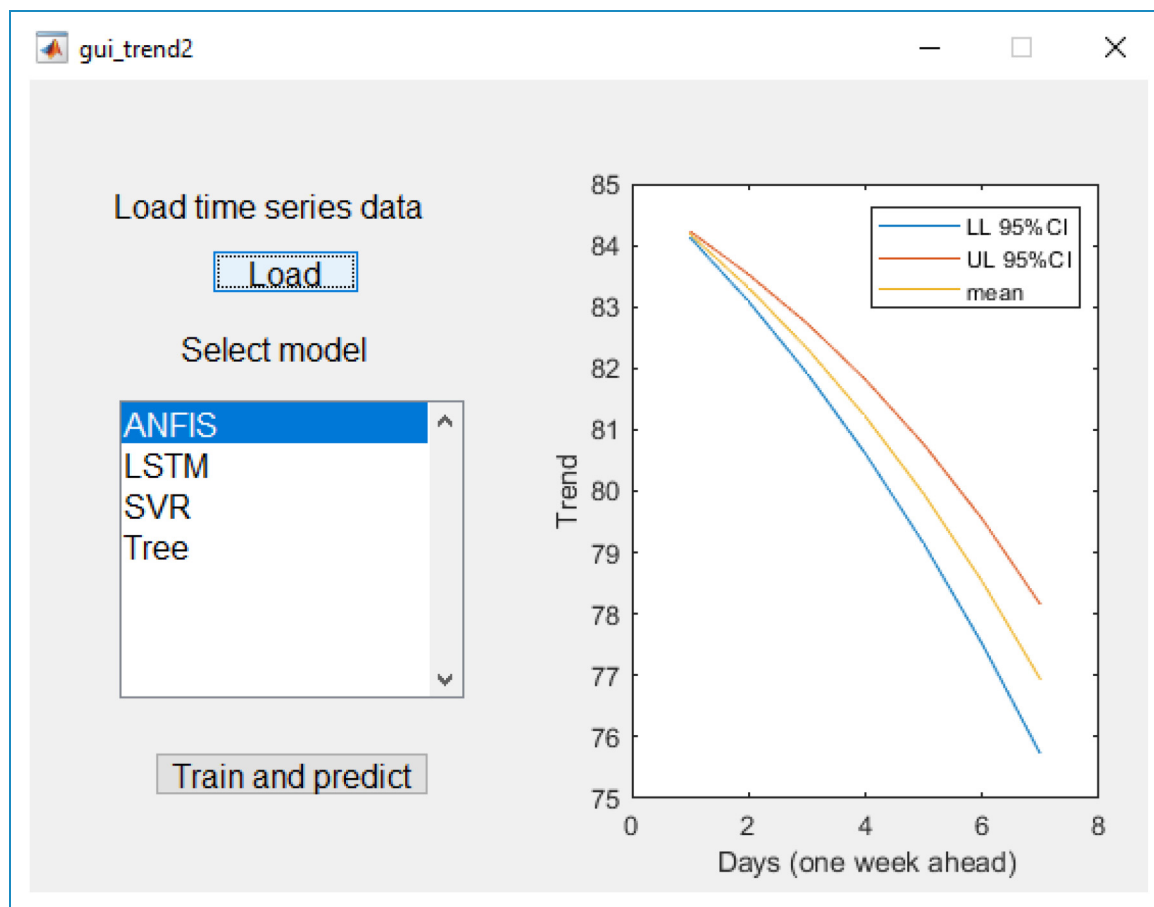 gui_trend2
Load time series data
Load
Select model
ANFIS
LSTM
SVR
Tree
Train and predict
85
84
83
82
81
80
79
78
77
76
75
Trend
LL 95%CI
UL 95%CI
mean
0 2 4 6 8
Days (one week ahead)